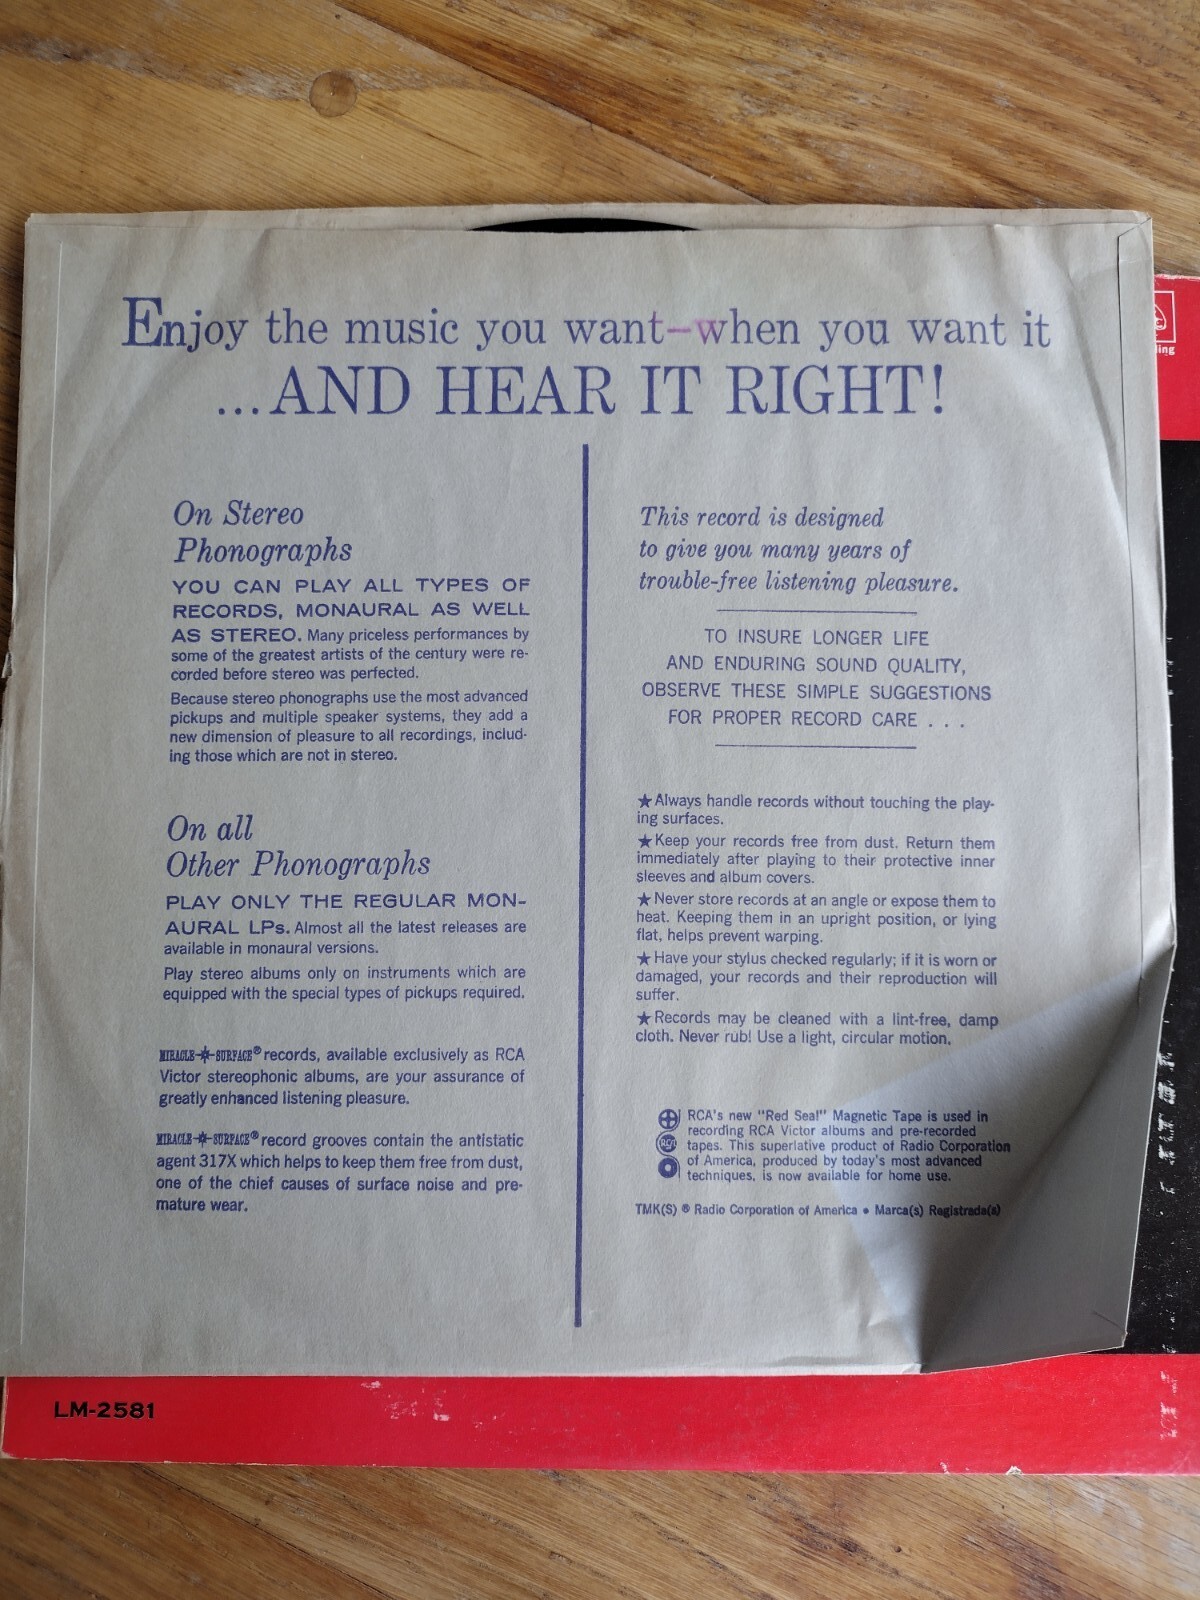 Enjoy the music you want—when you want it
...AND HEAR IT RIGHT!
On Stereo
Phonographs
YOU CAN PLAY ALL TYPES OF
RECORDS, MONAURAL AS WELL
AS STEREO. Many priceless performances by
some of the greatest artists of the century were re-
corded before stereo was perfected.
Because stereo phonographs use the most advanced
pickups and multiple speaker systems, they add a
new dimension of pleasure to all recordings, includ-
ing those which are not in stereo.
On all
Other Phonographs
PLAY ONLY THE REGULAR MON-
AURAL LPs. Almost all the latest releases are
available in monaural versions.
Play stereo albums only on instruments which are
equipped with the special types of pickups required.
MIRACLE-★-SURFACE® records, available exclusively as RCA
Victor stereophonic albums, are your assurance of
greatly enhanced listening pleasure.
MIRACLE-★-SURFACE® record grooves contain the antistatic
agent 317X which helps to keep them free from dust,
one of the chief causes of surface noise and pre-
mature wear.
This record is designed
to give you many years of
trouble-free listening pleasure.
TO INSURE LONGER LIFE
AND ENDURING SOUND QUALITY,
OBSERVE THESE SIMPLE SUGGESTIONS
FOR PROPER RECORD CARE . . .
★Always handle records without touching the play-
ing surfaces.
★Keep your records free from dust. Return them
immediately after playing to their protective inner
sleeves and album covers.
★Never store records at an angle or expose them to
heat. Keeping them in an upright position, or lying
flat, helps prevent warping.
★Have your stylus checked regularly; if it is worn or
damaged, your records and their reproduction will
suffer.
★Records may be cleaned with a lint-free, damp
cloth. Never rub! Use a light, circular motion.
RCA's new "Red Seal" Magnetic Tape is used in
recording RCA Victor albums and pre-recorded
RCA tapes. This superlative product of Radio Corporation
of America, produced by today's most advanced
techniques, is now available for home use.
TMK(S) ® Radio Corporation of America • Marca(s) Registrada(s)
ing
LM-2581